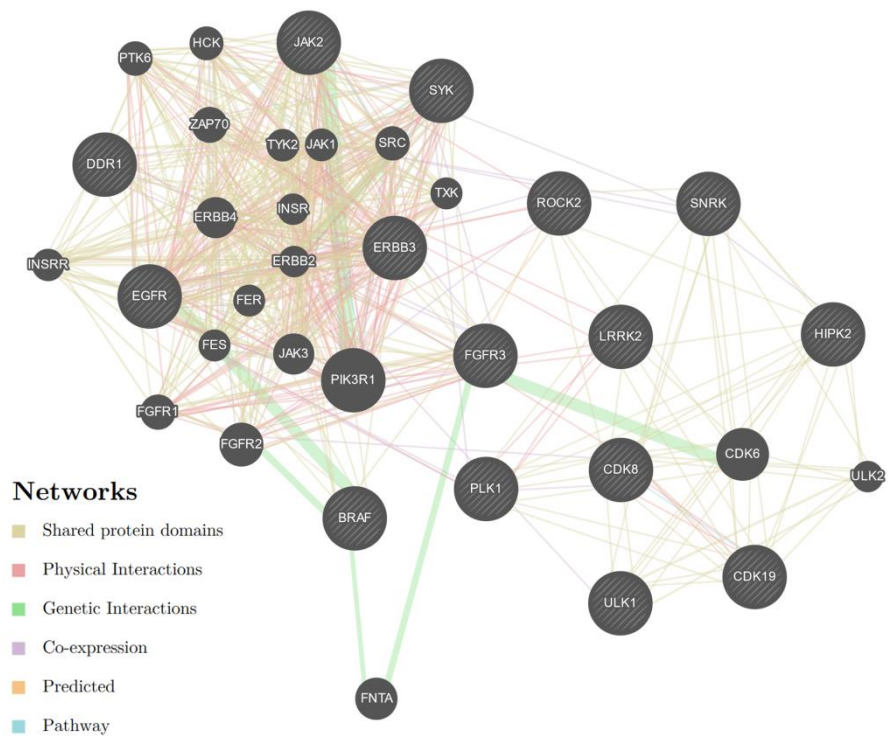 HCK
JAK2
PTK6
SYK
ZAP70
TYK2
JAK1
SRC
DDR1
TXK
INSR
ERBB4
ROCK2
SNRK
ERBB3
INSRR
ERBB2
EGFR
FER
FES
JAK3
LRRK2
HIPK2
FGFR3
PIK3R1
FGFR1
FGFR2
CDK6
CDK8
ULK2
PLK1
BRAF
CDK19
ULK1
FNTA
Networks
Shared protein domains
Physical Interactions
Genetic Interactions
Co-expression
Predicted
Pathway